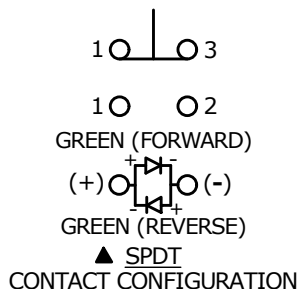 1 3
1 2
GREEN (FORWARD)
+ -
(+) (-)
- +
GREEN (REVERSE)
▲ SPDT
CONTACT CONFIGURATION